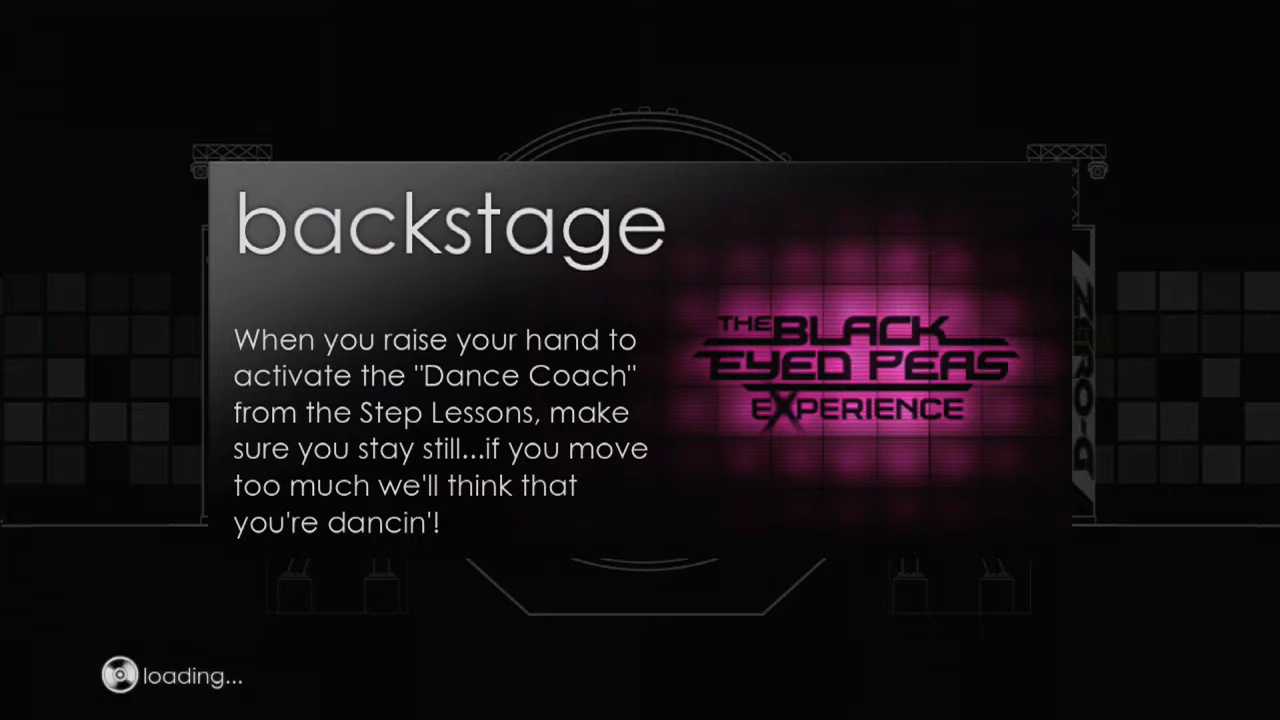 backstage
When you raise your hand to
activate the "Dance Coach"
from the Step Lessons, make
sure you stay still...if you move
too much we'll think that
you're dancin'!
THE BLACK
EYED PEAS
EXPERIENCE
ZERO-G
loading...